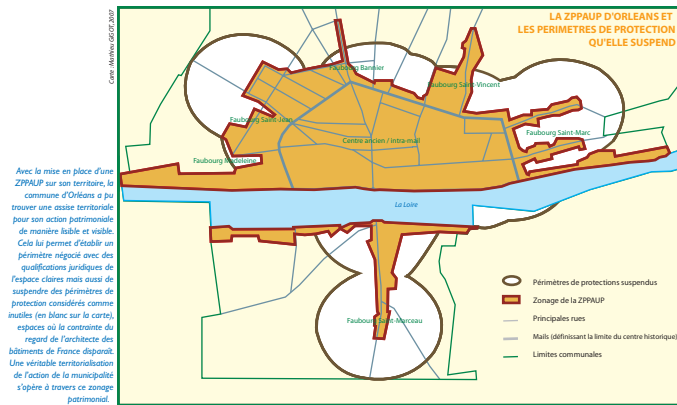 LA ZPPAUP D'ORLEANS ET
LES PERIMETRES DE PROTECTION
QU'ELLE SUSPEND
Carte : Mathieu GIGOT, 2007
Faubourg Bannier
Faubourg Saint-Vincent
Faubourg Saint-Jean
Faubourg Saint-Marc
Centre ancien / intra-mail
Faubourg Madeleine
La Loire
Faubourg Saint-Marceau
Avec la mise en place d'une
ZPPAUP sur son territoire, la
commune d'Orléans a pu
trouver une assise territoriale
pour son action patrimoniale
de manière lisible et visible.
Cela lui permet d'établir un
périmètre négocié avec des
qualifications juridiques de
l'espace claires mais aussi de
suspendre des périmètres de
protection considérés comme
inutiles (en blanc sur la carte),
espaces où la contrainte du
regard de l'architecte des
bâtiments de France disparaît.
Une véritable territorialisation
de l'action de la municipalité
s'opère à travers ce zonage
patrimonial.
Périmètres de protections suspendus
Zonage de la ZPPAUP
Principales rues
Mails (définissant la limite du centre historique)
Limites communales